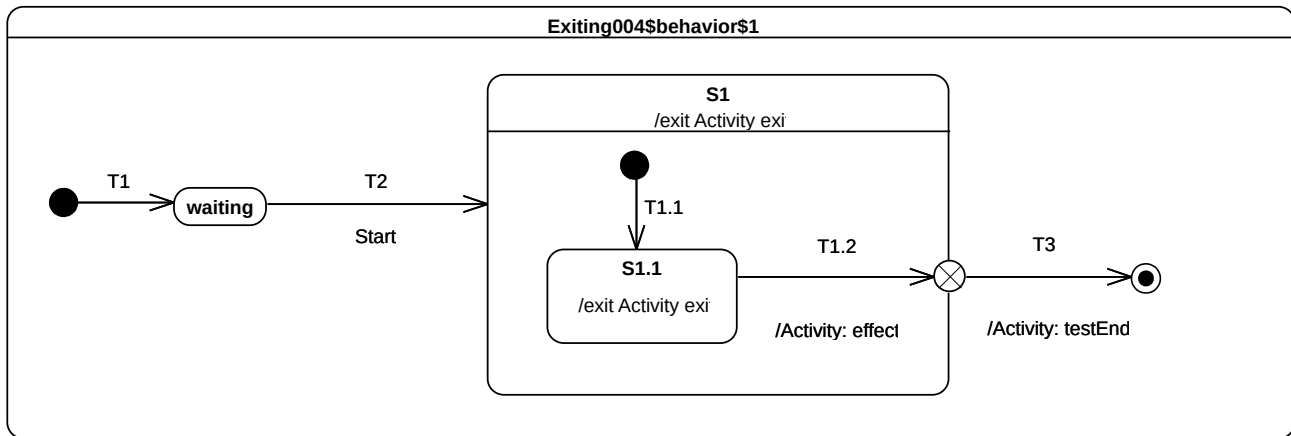 Exiting004$behavior$1
S1
/exit Activity exi
T1
T2
waiting
Start
T1.1
S1.1
/exit Activity exi
T1.2
T3
/Activity: effect
/Activity: testEnd